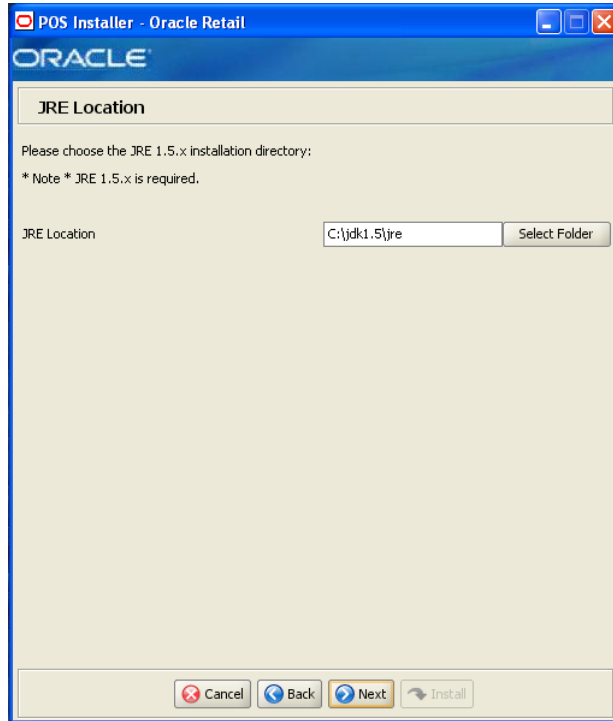 POS Installer - Oracle Retail
ORACLE
JRE Location
Please choose the JRE 1.5.x installation directory:
* Note * JRE 1.5.x is required.
JRE Location C:\jdk1.5\jre Select Folder
Cancel Back Next Install